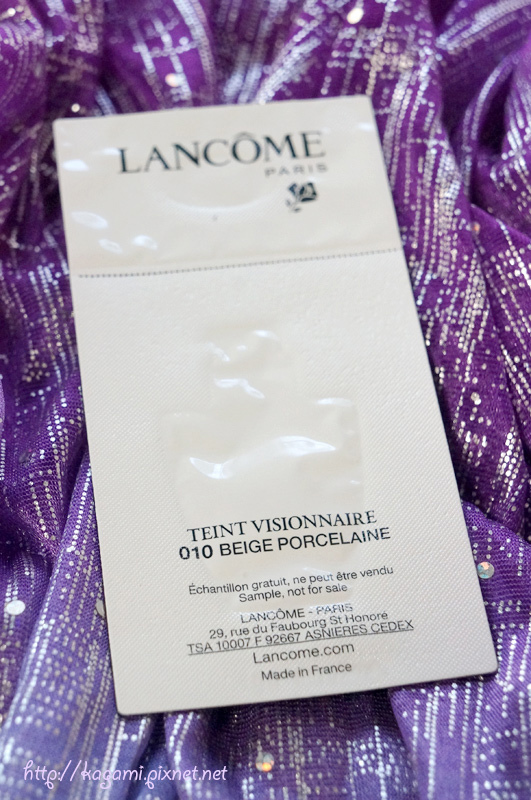 LANCÔME
PARIS
TEINT VISIONNAIRE
010 BEIGE PORCELAINE
Échantillon gratuit, ne peut être vendu
Sample, not for sale
LANCÔME - PARIS
29, rue du Faubourg St Honoré
TSA 10007 F 92667 ASNIERES CEDEX
Lancome.com
Made in France
http://kagami.pixnet.net